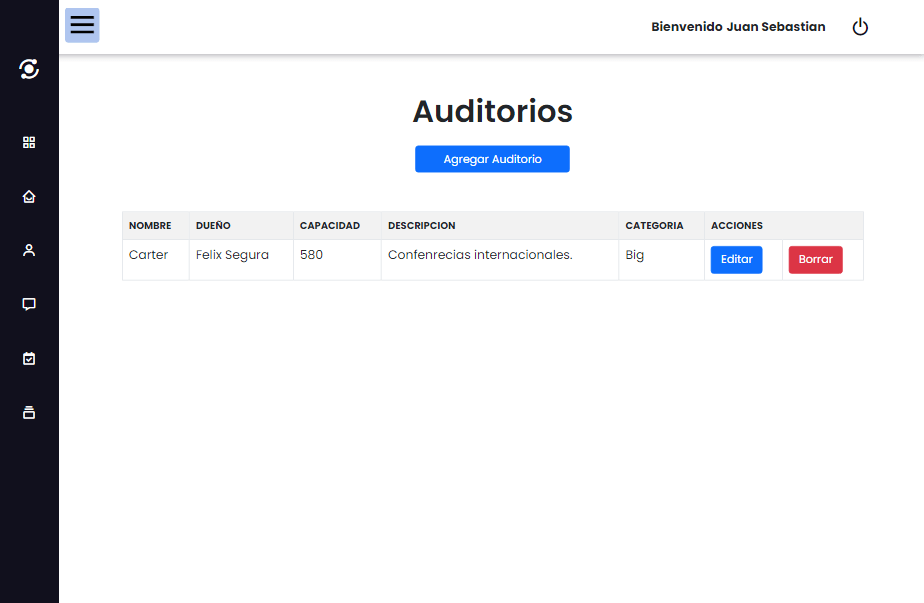 Bienvenido Juan Sebastian
Auditorios
Agregar Auditorio
NOMBRE DUEÑO CAPACIDAD DESCRIPCION CATEGORIA ACCIONES
Carter Felix Segura 580 Confenrecias internacionales. Big Editar Borrar